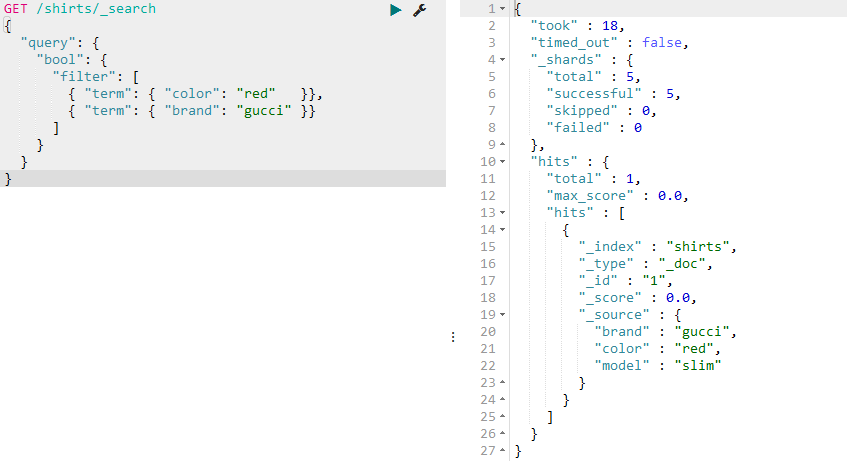 GET /shirts/_search
{
  "query": {
    "bool": {
      "filter": [
        { "term": { "color": "red"   }},
        { "term": { "brand": "gucci" }}
      ]
    }
  }
}
1 {
2   "took" : 18,
3   "timed_out" : false,
4   "_shards" : {
5     "total" : 5,
6     "successful" : 5,
7     "skipped" : 0,
8     "failed" : 0
9   },
10   "hits" : {
11     "total" : 1,
12     "max_score" : 0.0,
13     "hits" : [
14       {
15         "_index" : "shirts",
16         "_type" : "_doc",
17         "_id" : "1",
18         "_score" : 0.0,
19         "_source" : {
20           "brand" : "gucci",
21           "color" : "red",
22           "model" : "slim"
23         }
24       }
25     ]
26   }
27 }